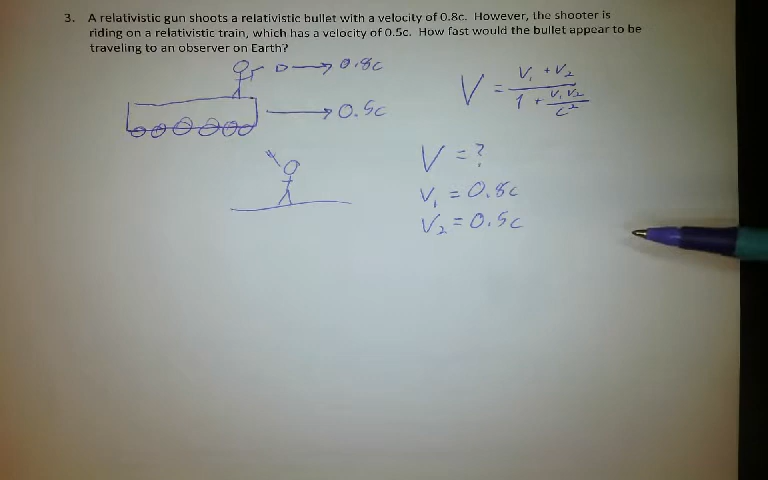 3. A relativistic gun shoots a relativistic bullet with a velocity of 0.8c. However, the shooter is
riding on a relativistic train, which has a velocity of 0.5c. How fast would the bullet appear to be
traveling to an observer on Earth?
0.8c
0.5c
V = (V₁ + V₂) / (1 + V₁V₂/c²)
V = ?
V₁ = 0.8c
V₂ = 0.5c